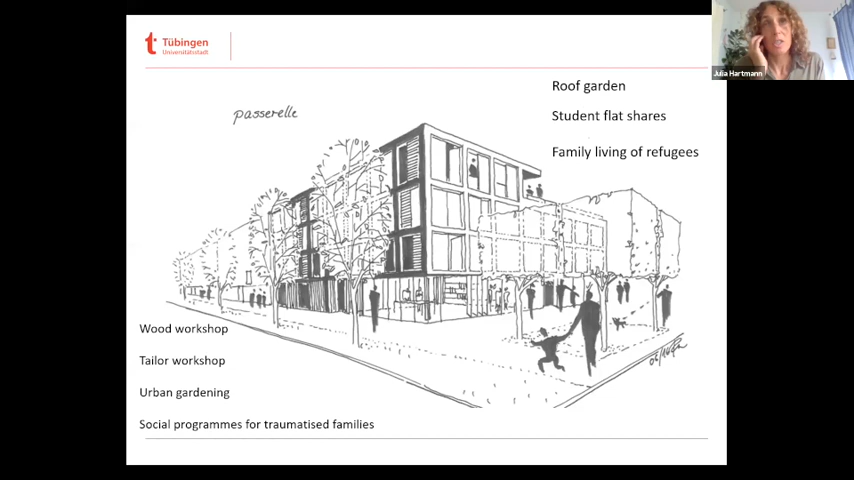 Tübingen
Universitätsstadt
Julia Hartmann
Roof garden
passerelle
Student flat shares
Family living of refugees
Wood workshop
Tailor workshop
Urban gardening
Social programmes for traumatised families